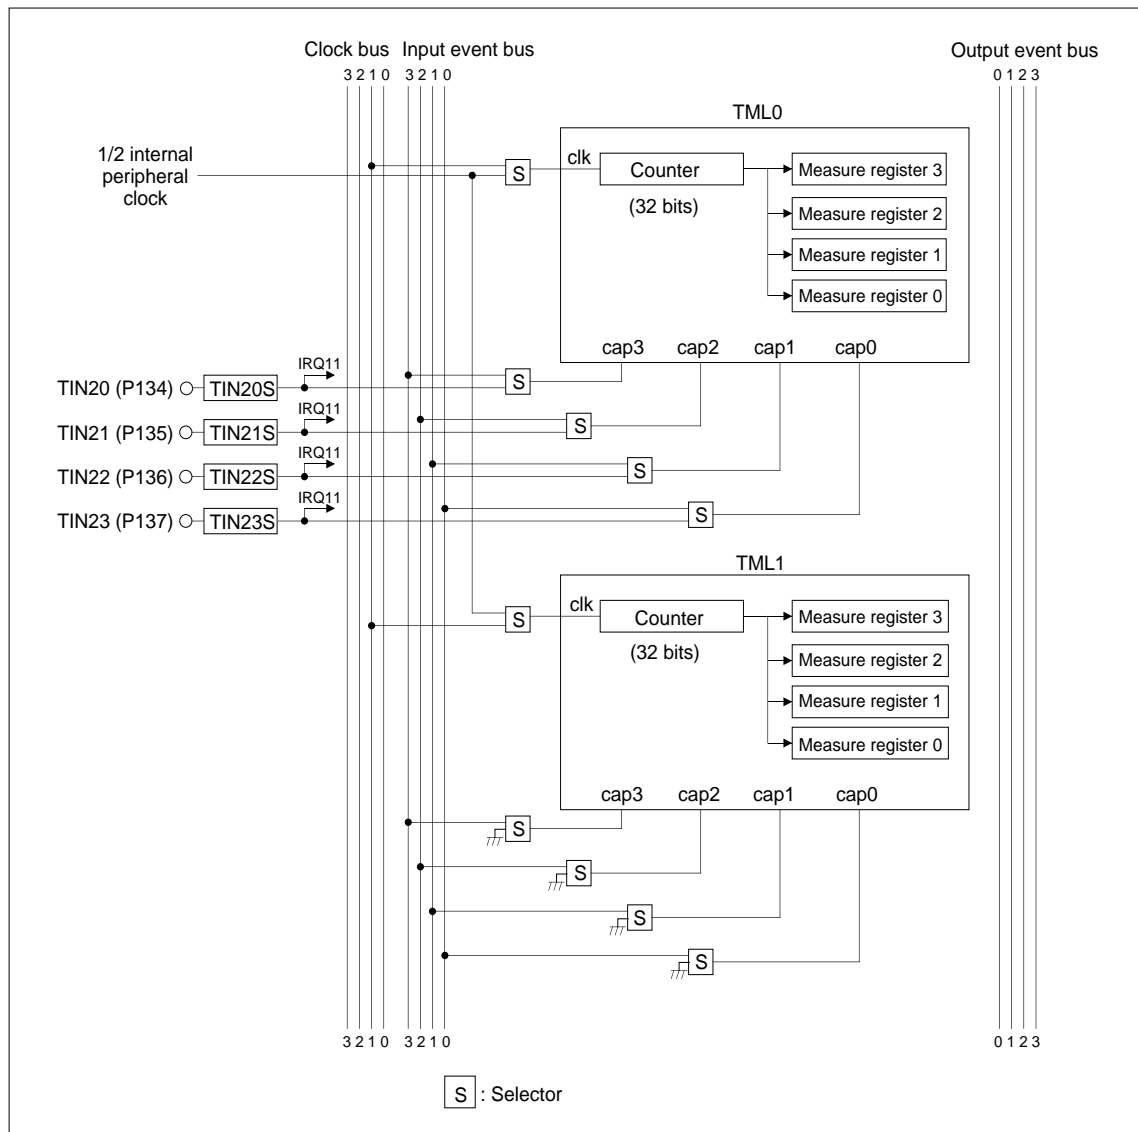 Clock bus Input event bus Output event bus
3 2 1 0 3 2 1 0 0 1 2 3
TML0
1/2 internal
peripheral
clock
S
clk
Counter
(32 bits)
Measure register 3
Measure register 2
Measure register 1
Measure register 0
cap3 cap2 cap1 cap0
TIN20 (P134) TIN20S IRQ11 S
TIN21 (P135) TIN21S IRQ11 S
TIN22 (P136) TIN22S IRQ11 S
TIN23 (P137) TIN23S IRQ11 S
TML1
S
clk
Counter
(32 bits)
Measure register 3
Measure register 2
Measure register 1
Measure register 0
cap3 cap2 cap1 cap0
S
S
S
S
3 2 1 0 3 2 1 0 0 1 2 3
S : Selector